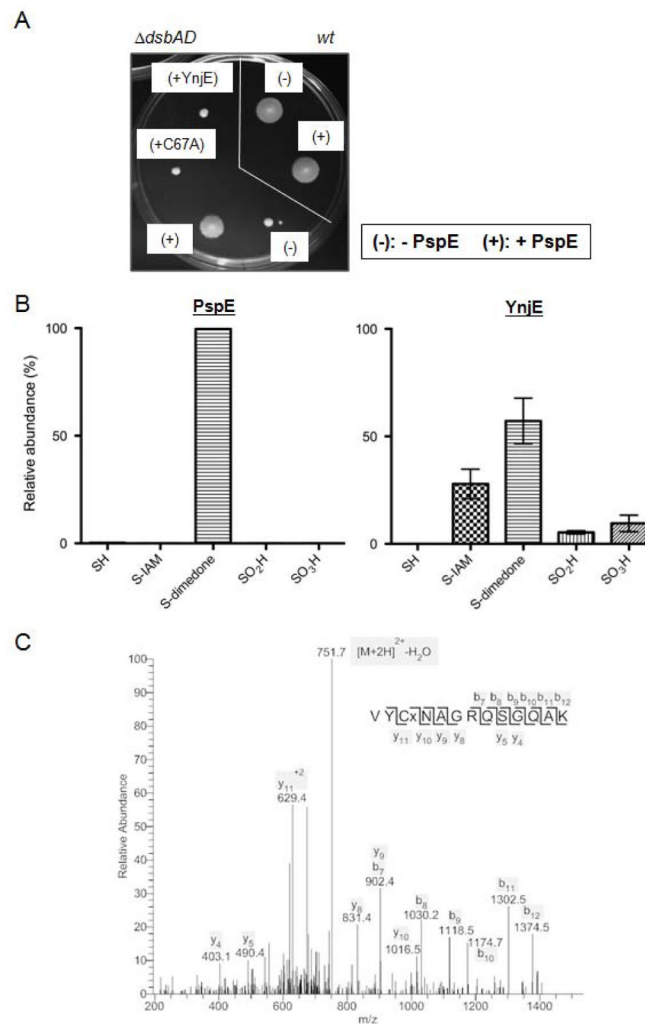 A
ΔdsbAD wt
(+YnjE) (-)
(+C67A) (+)
(+) (-)
(-): - PspE (+): + PspE
B
PspE YnjE
Relative abundance (%)
100
50
0
SH
S-IAM
S-dimedone
SO2H
SO3H
100
50
0
SH
S-IAM
S-dimedone
SO2H
SO3H
C
751.7 [M+2H]2+ -H2O
b7 b8 b9 b10 b11 b12
V Y C x N A G R Q S G Q A K
y11 y10 y9 y8 y5 y4
Relative Abundance
100
90
80
70
60
50
40
30
20
10
0
y11+2
629.4
y9
b7
902.4
y8
831.4
b8
1030.2
b11
1302.5
b9
1118.5
b12
1374.5
y10
1016.5
1174.7
b10
y4
403.1
y5
490.4
200 400 600 800 1000 1200 1400
m/z